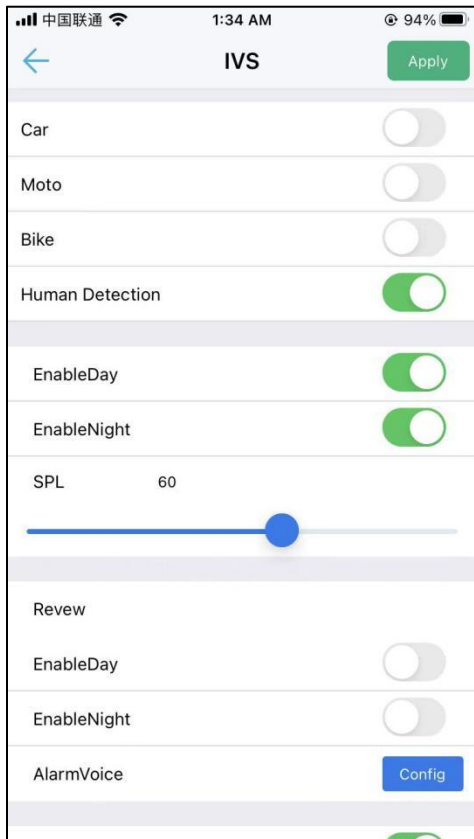 中国联通 1:34 AM 94%
IVS Apply
Car
Moto
Bike
Human Detection
EnableDay
EnableNight
SPL 60
Revew
EnableDay
EnableNight
AlarmVoice Config